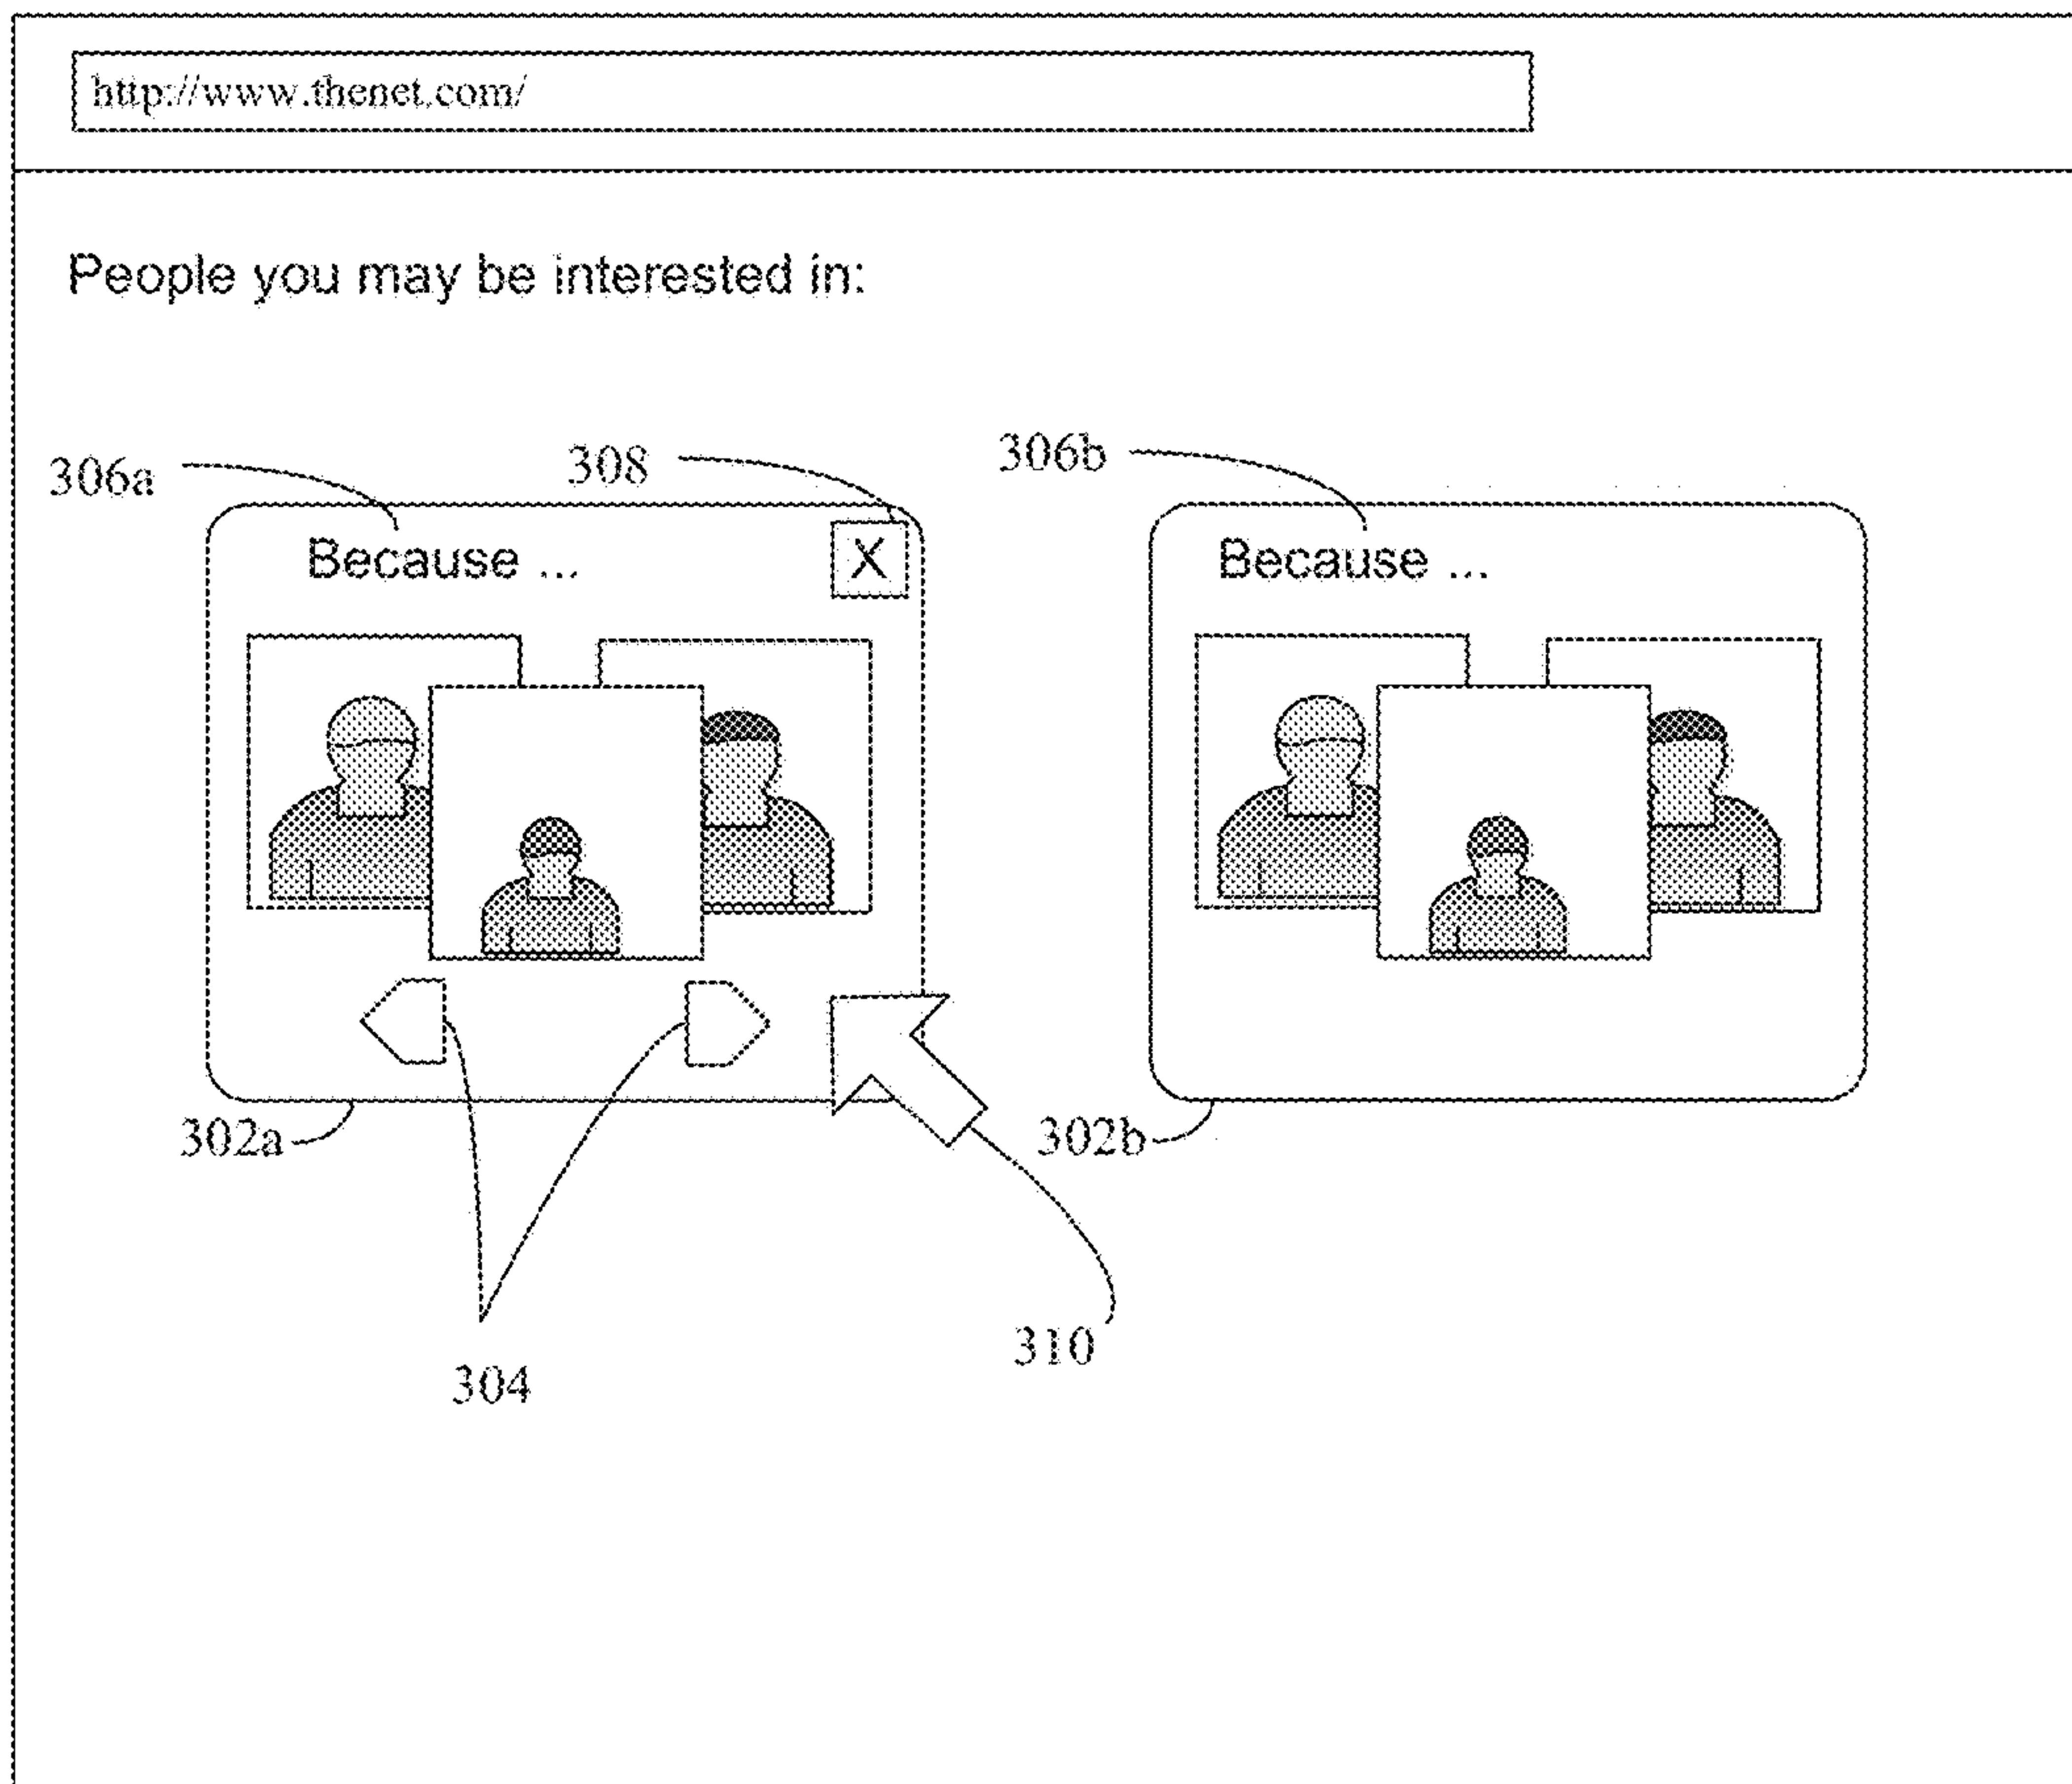 http://www.thenet.com/
People you may be interested in:
306a
308
306b
Because ...
X
Because ...
302a
302b
304
310